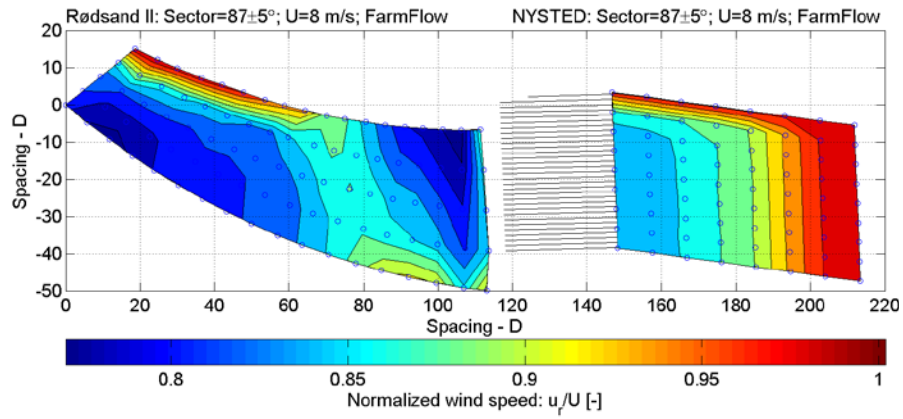 Rødsand II: Sector=87±5°; U=8 m/s; FarmFlow
NYSTED: Sector=87±5°; U=8 m/s; FarmFlow
20
10
0
-10
-20
-30
-40
-50
Spacing - D
0 20 40 60 80 100 120 140 160 180 200 220
Spacing - D
0.8 0.85 0.9 0.95 1
Normalized wind speed: u_r/U [-]